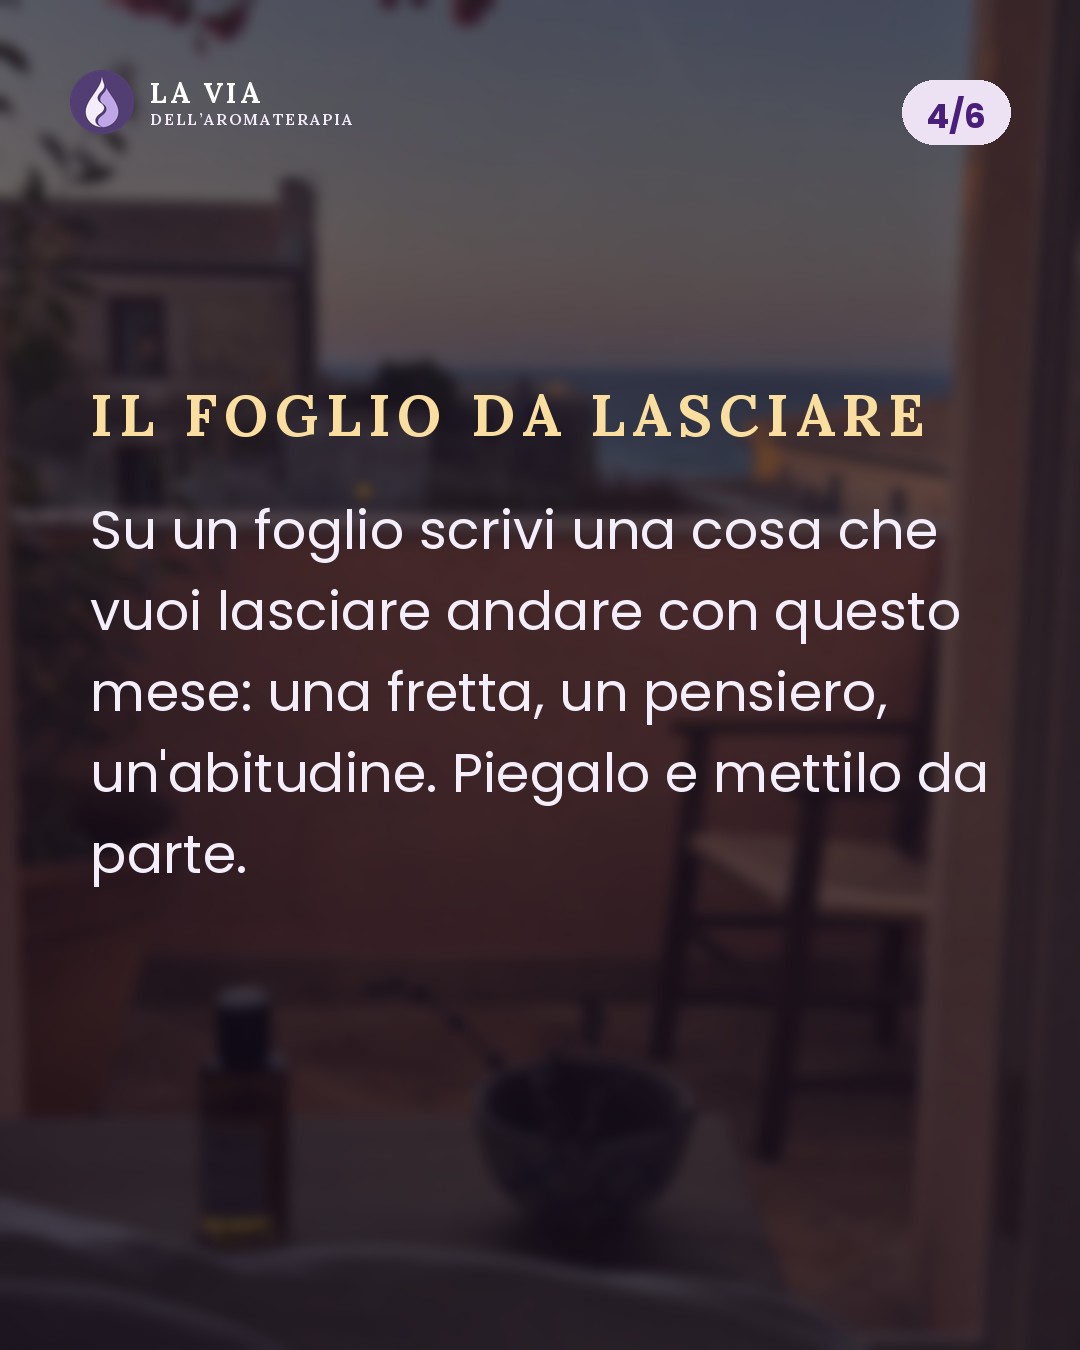 LA VIA
DELL'AROMATERAPIA
4/6
IL FOGLIO DA LASCIARE
Su un foglio scrivi una cosa che
vuoi lasciare andare con questo
mese: una fretta, un pensiero,
un'abitudine. Piegalo e mettilo da
parte.